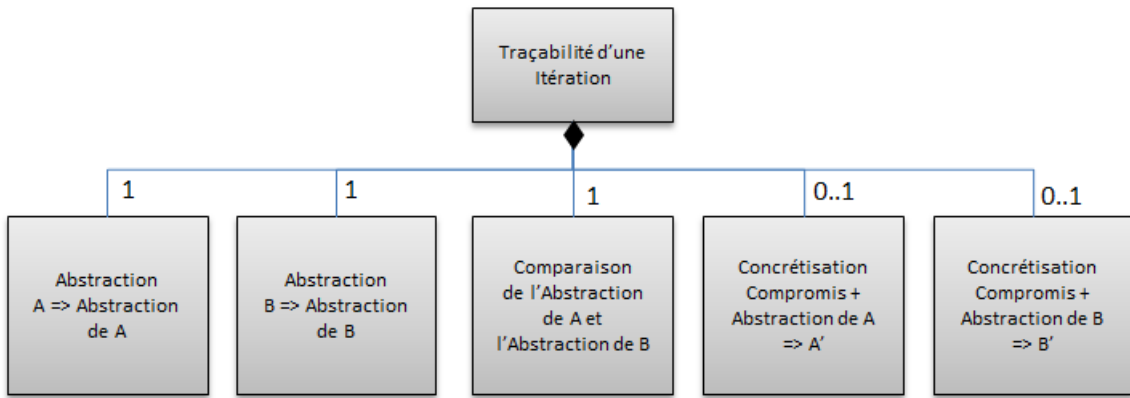 Traçabilité d’une
Itération
1
1
1
0..1
0..1
Abstraction
A => Abstraction
de A
Abstraction
B => Abstraction
de B
Comparaison
de l’Abstraction
de A et
l’Abstraction de B
Concrétisation
Compromis +
Abstraction de A
=> A’
Concrétisation
Compromis +
Abstraction de B
=> B’